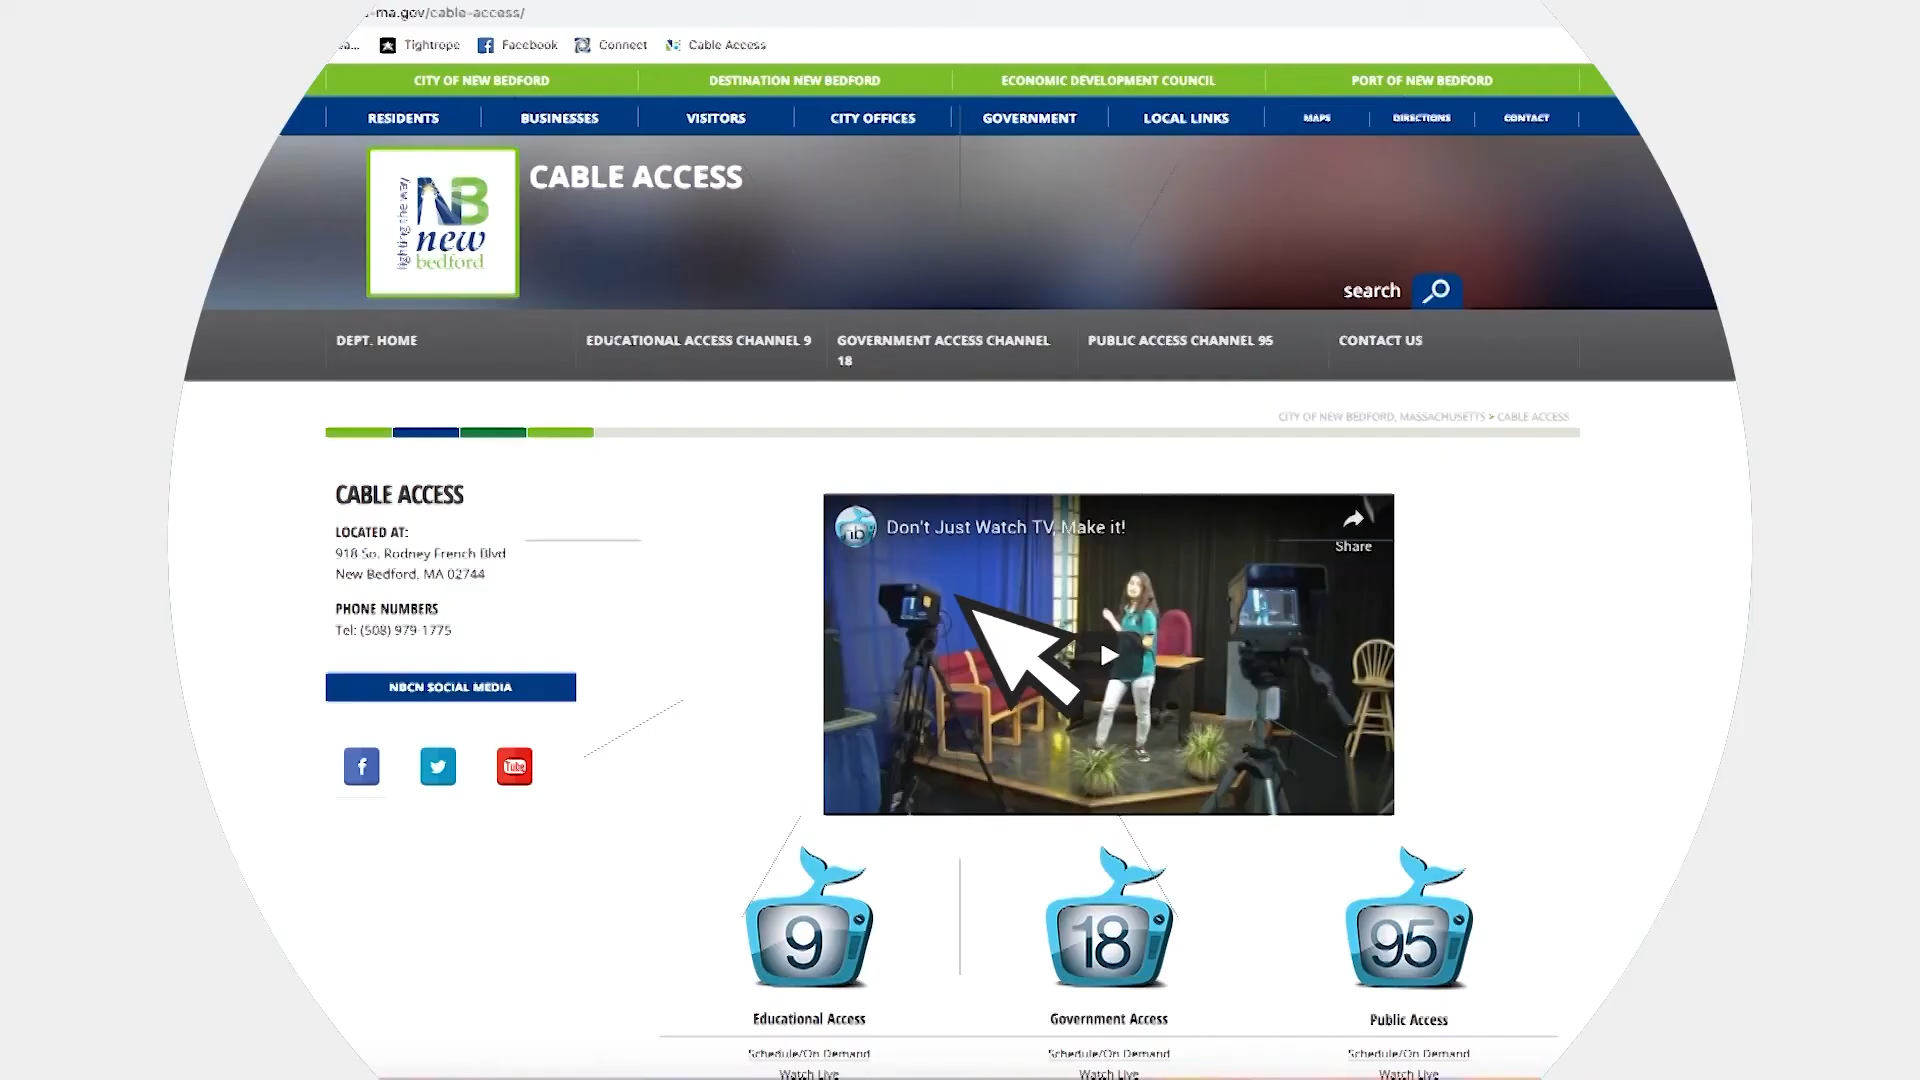 -ma.gov/cable-access/
Tightrope Facebook Connect Cable Access
CITY OF NEW BEDFORD DESTINATION NEW BEDFORD ECONOMIC DEVELOPMENT COUNCIL PORT OF NEW BEDFORD
RESIDENTS BUSINESSES VISITORS CITY OFFICES GOVERNMENT LOCAL LINKS MAPS DIRECTIONS CONTACT
CABLE ACCESS
NB
new
bedford
search
DEPT. HOME EDUCATIONAL ACCESS CHANNEL 9 GOVERNMENT ACCESS CHANNEL 18 PUBLIC ACCESS CHANNEL 95 CONTACT US
CITY OF NEW BEDFORD, MASSACHUSETTS > CABLE ACCESS
CABLE ACCESS
LOCATED AT:
918 So. Rodney French Blvd
New Bedford, MA 02744
PHONE NUMBERS
Tel: (508) 979-1775
NBCN SOCIAL MEDIA
f
Tube
nb
Don't Just Watch TV, Make it!
Share
9 18 95
Educational Access Government Access Public Access
Schedule/On Demand Schedule/On Demand Schedule/On Demand
Watch Live Watch Live Watch Live